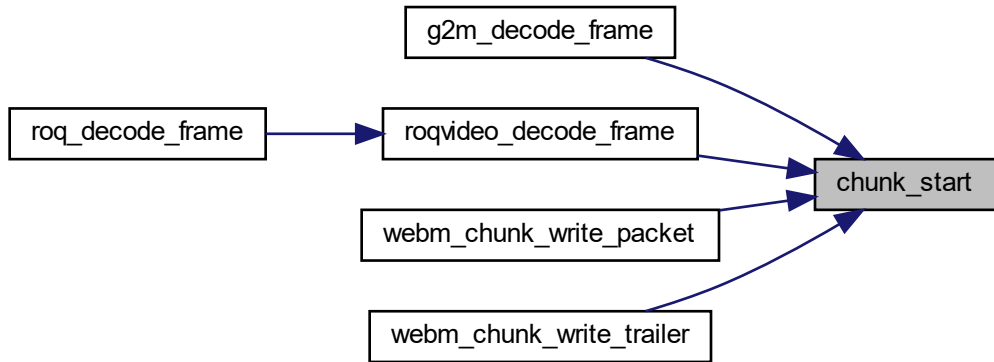 g2m_decode_frame
roq_decode_frame
roqvideo_decode_frame
chunk_start
webm_chunk_write_packet
webm_chunk_write_trailer